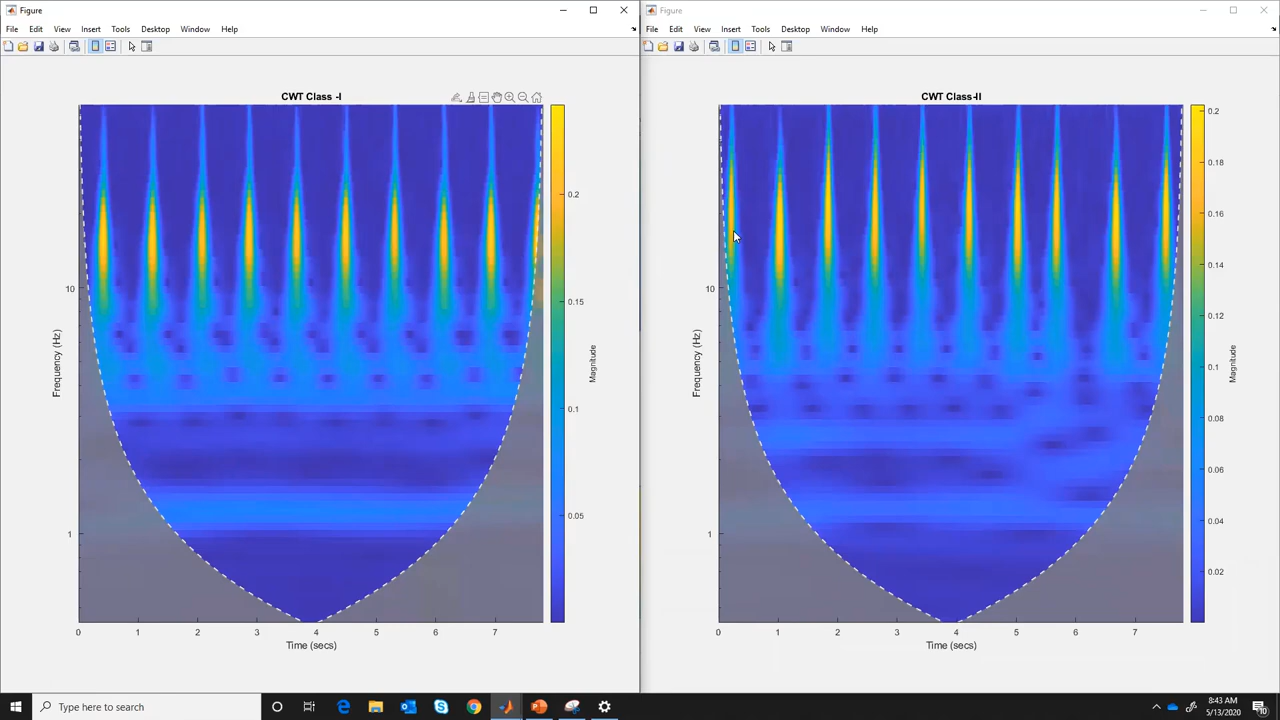 Figure
File Edit View Insert Tools Desktop Window Help
CWT Class -I
10
1
Frequency (Hz)
0 1 2 3 4 5 6 7
Time (secs)
0.2
0.15
0.1
0.05
Magnitude
Figure
File Edit View Insert Tools Desktop Window Help
CWT Class-II
10
1
Frequency (Hz)
0 1 2 3 4 5 6 7
Time (secs)
0.2
0.18
0.16
0.14
0.12
0.1
0.08
0.06
0.04
0.02
Magnitude
Type here to search
8:43 AM
5/13/2020
10